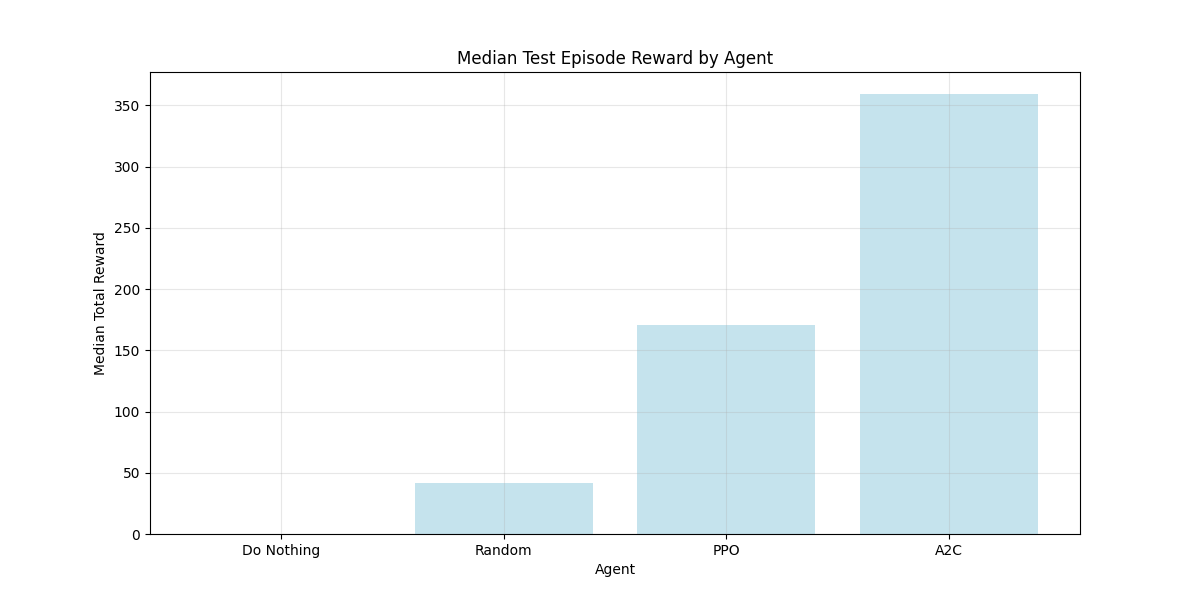 Median Test Episode Reward by Agent
Median Total Reward
350
300
250
200
150
100
50
0
Do Nothing Random PPO A2C
Agent